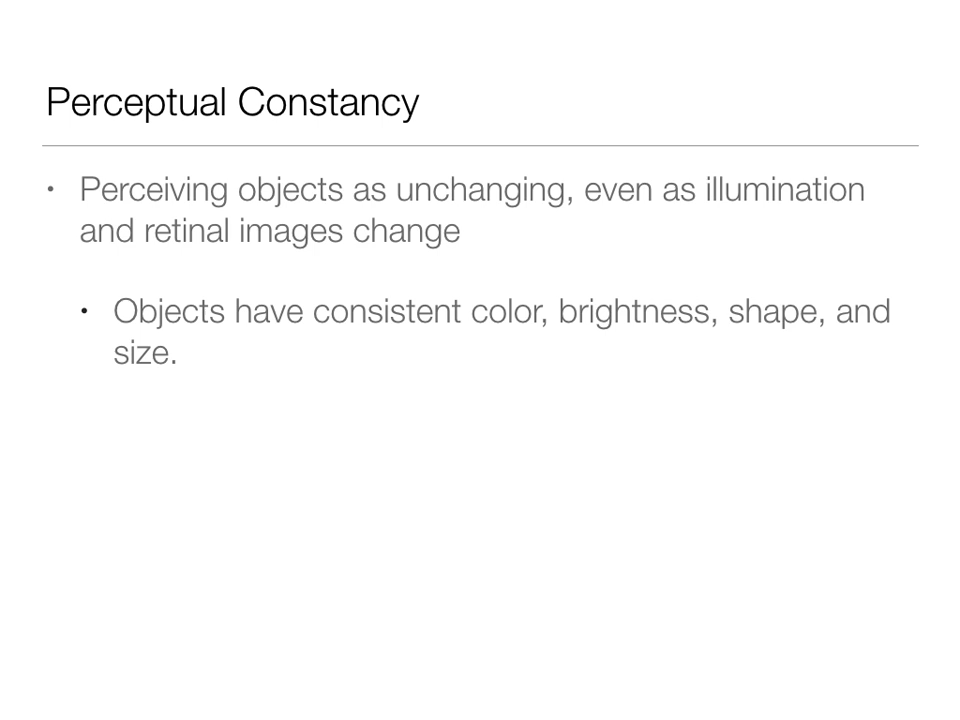 Perceptual Constancy
• Perceiving objects as unchanging, even as illumination
and retinal images change
• Objects have consistent color, brightness, shape, and
size.